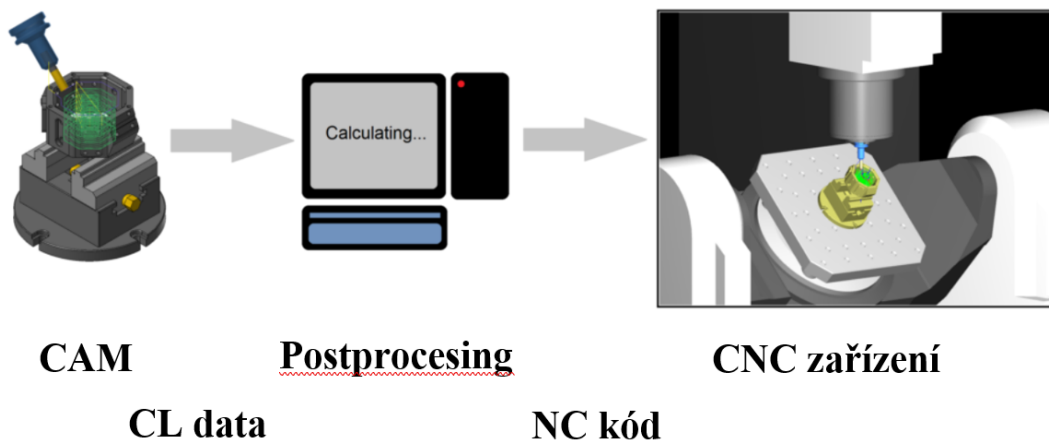 Calculating...
CAM Postprocesing CNC zařízení
CL data NC kód